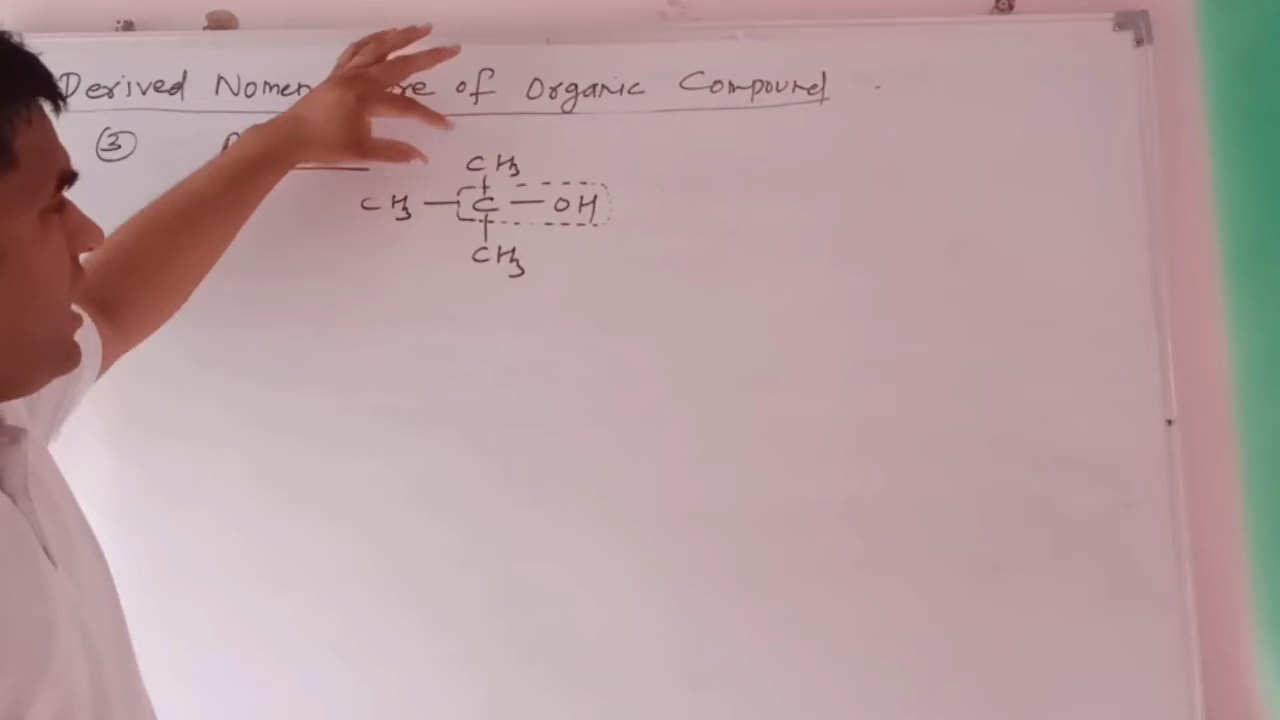 Derived Nomen re of Organic Compound
③
CH3
CH3 — C — OH
CH3